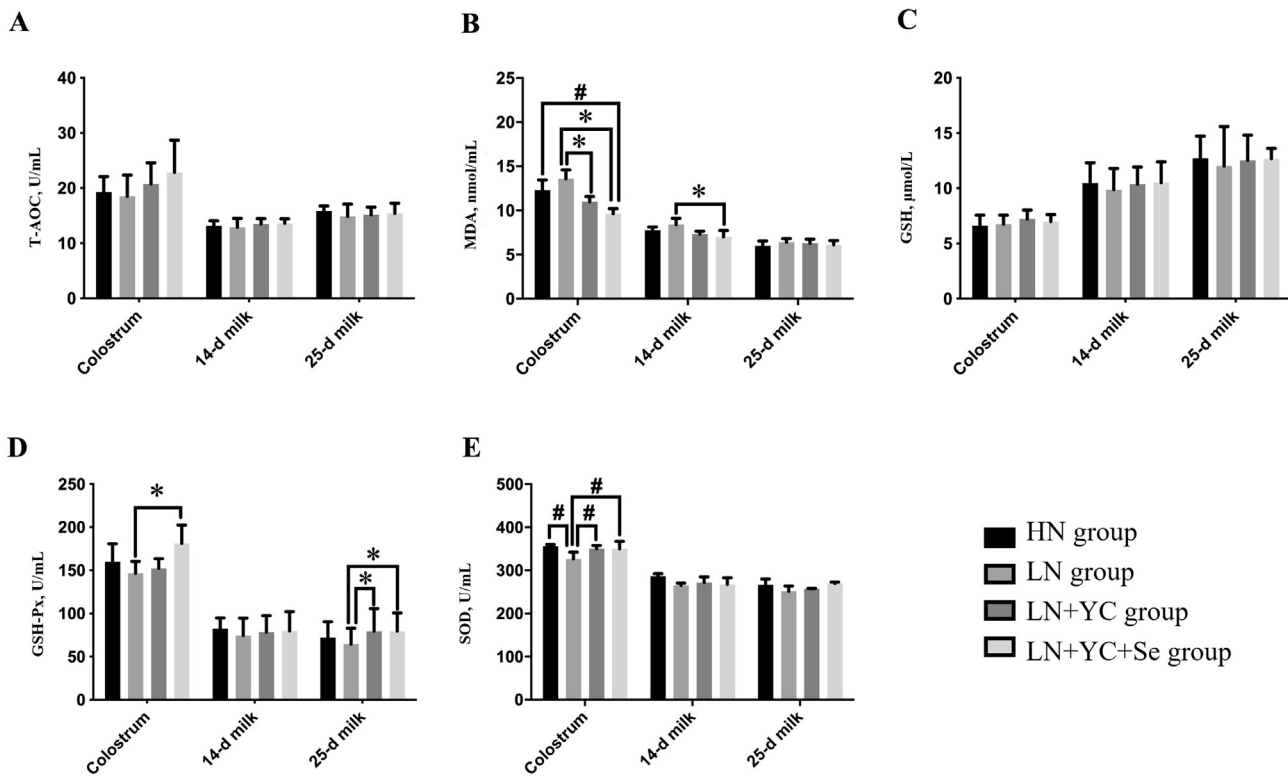 A
T-AOC, U/mL
40
30
20
10
0
Colostrum
14-d milk
25-d milk
B
MDA, nmol/mL
25
20
15
10
5
0
#
*
*
*
Colostrum
14-d milk
25-d milk
C
GSH, μmol/L
20
15
10
5
0
Colostrum
14-d milk
25-d milk
D
GSH-Px, U/mL
250
200
150
100
50
0
*
*
*
Colostrum
14-d milk
25-d milk
E
SOD, U/mL
500
400
300
200
100
0
#
#
#
Colostrum
14-d milk
25-d milk
HN group
LN group
LN+YC group
LN+YC+Se group